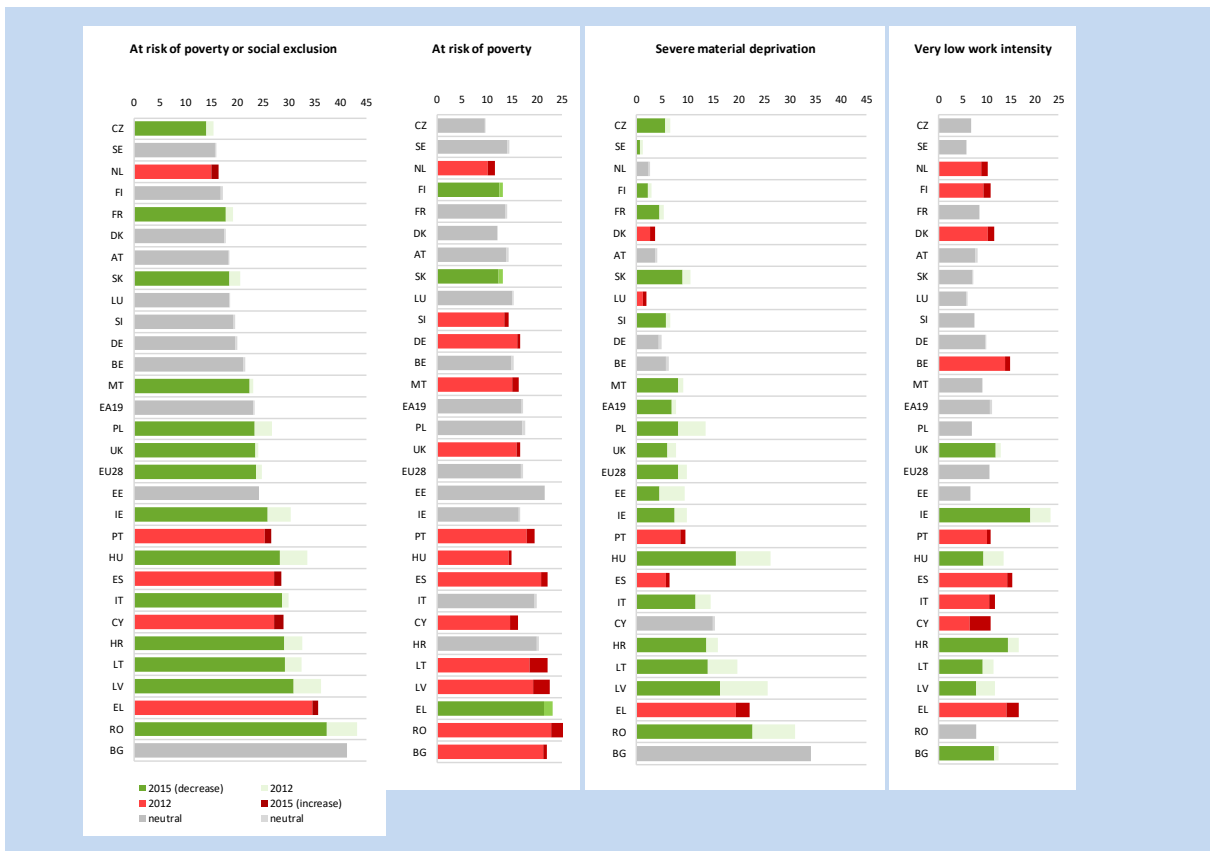 At risk of poverty or social exclusion
0 5 10 15 20 25 30 35 40 45
CZ
SE
NL
FI
FR
DK
AT
SK
LU
SI
DE
BE
MT
EA19
PL
UK
EU28
EE
IE
PT
HU
ES
IT
CY
HR
LT
LV
EL
RO
BG
2015 (decrease) 2012
2012 2015 (increase)
neutral neutral
At risk of poverty
0 5 10 15 20 25
CZ
SE
NL
FI
FR
DK
AT
SK
LU
SI
DE
BE
MT
EA19
PL
UK
EU28
EE
IE
PT
HU
ES
IT
CY
HR
LT
LV
EL
RO
BG
Severe material deprivation
0 5 10 15 20 25 30 35 40 45
CZ
SE
NL
FI
FR
DK
AT
SK
LU
SI
DE
BE
MT
EA19
PL
UK
EU28
EE
IE
PT
HU
ES
IT
CY
HR
LT
LV
EL
RO
BG
Very low work intensity
0 5 10 15 20 25
CZ
SE
NL
FI
FR
DK
AT
SK
LU
SI
DE
BE
MT
EA19
PL
UK
EU28
EE
IE
PT
HU
ES
IT
CY
HR
LT
LV
EL
RO
BG